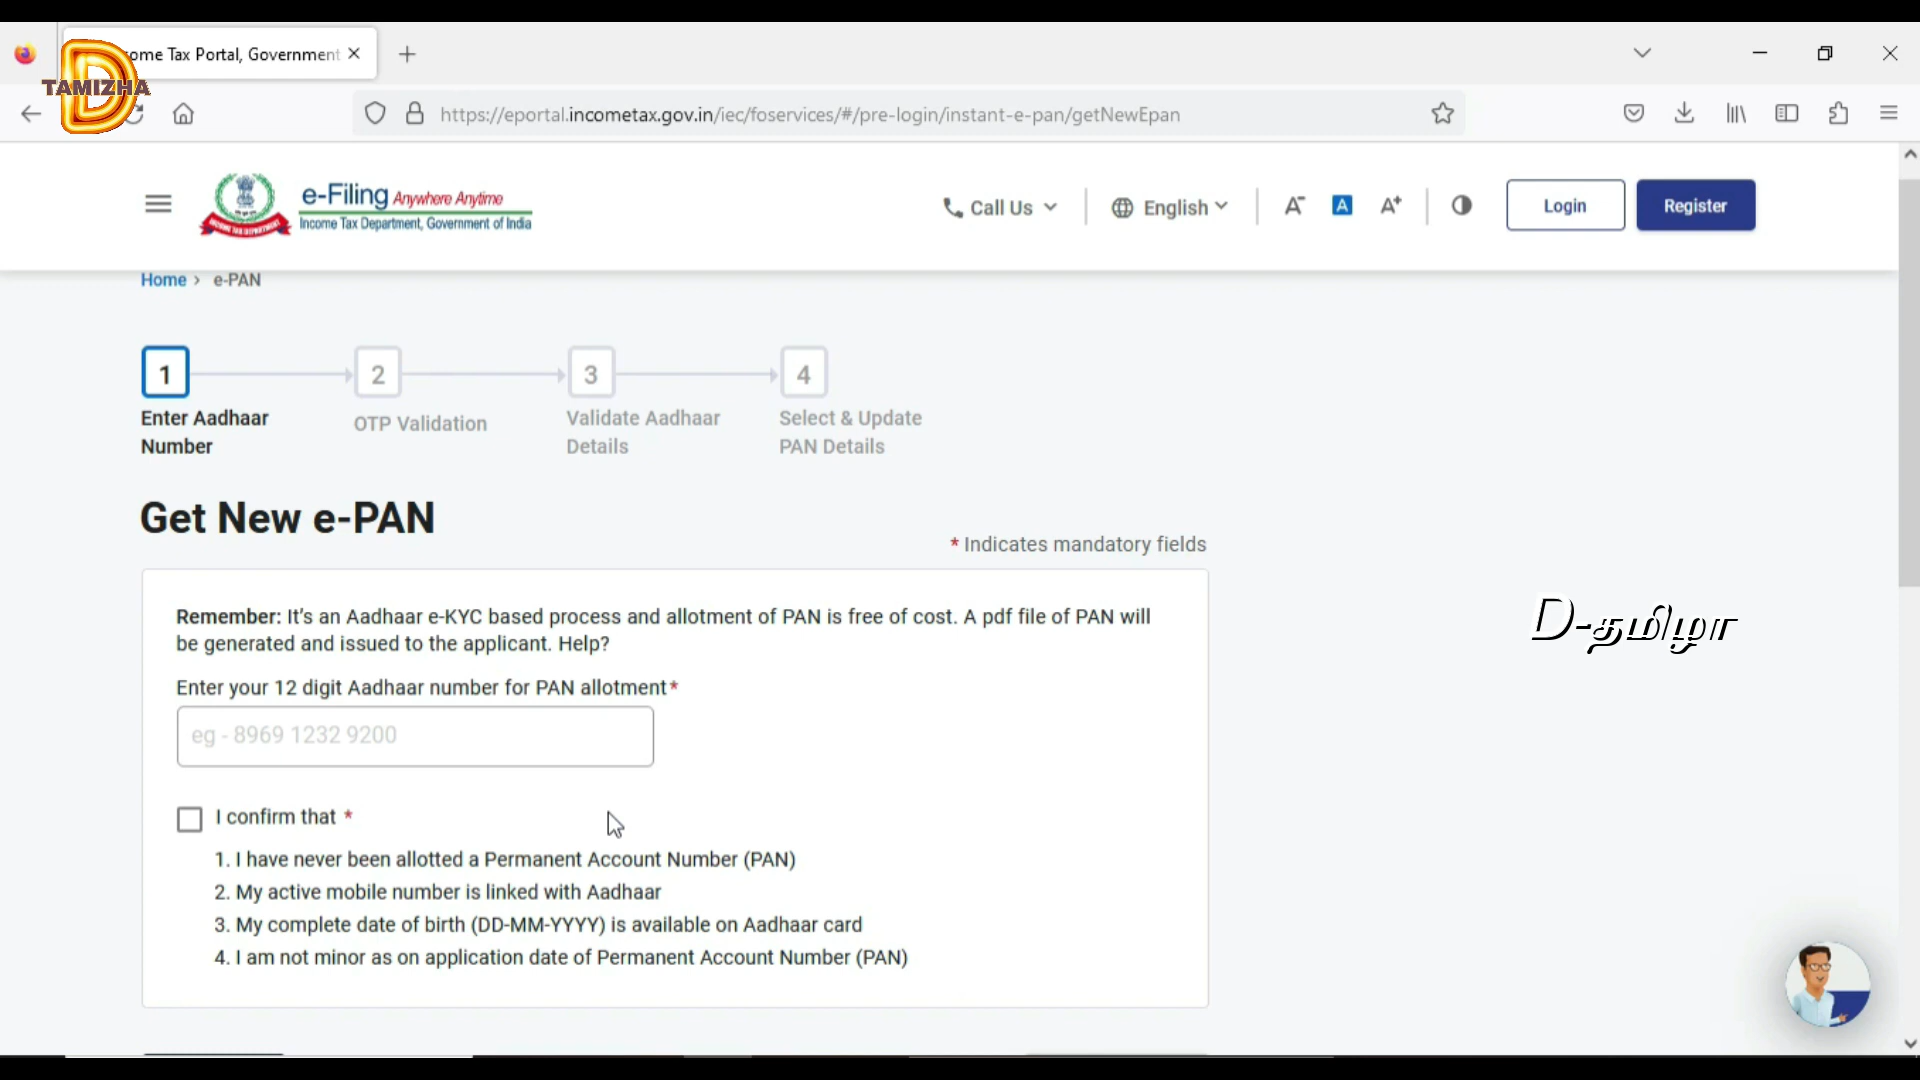 ome Tax Portal, Government
D
TAMIZHA
https://eportal.incometax.gov.in/iec/foservices/#/pre-login/instant-e-pan/getNewEpan
e-Filing Anywhere Anytime
Income Tax Department, Government of India
Call Us
English
A- A A+
Login
Register
Home > e-PAN
1 2 3 4
Enter Aadhaar Number
OTP Validation
Validate Aadhaar Details
Select & Update PAN Details
Get New e-PAN
* Indicates mandatory fields
Remember: It's an Aadhaar e-KYC based process and allotment of PAN is free of cost. A pdf file of PAN will
be generated and issued to the applicant. Help?
D-தமிழா
Enter your 12 digit Aadhaar number for PAN allotment*
eg - 8969 1232 9200
I confirm that *
1. I have never been allotted a Permanent Account Number (PAN)
2. My active mobile number is linked with Aadhaar
3. My complete date of birth (DD-MM-YYYY) is available on Aadhaar card
4. I am not minor as on application date of Permanent Account Number (PAN)